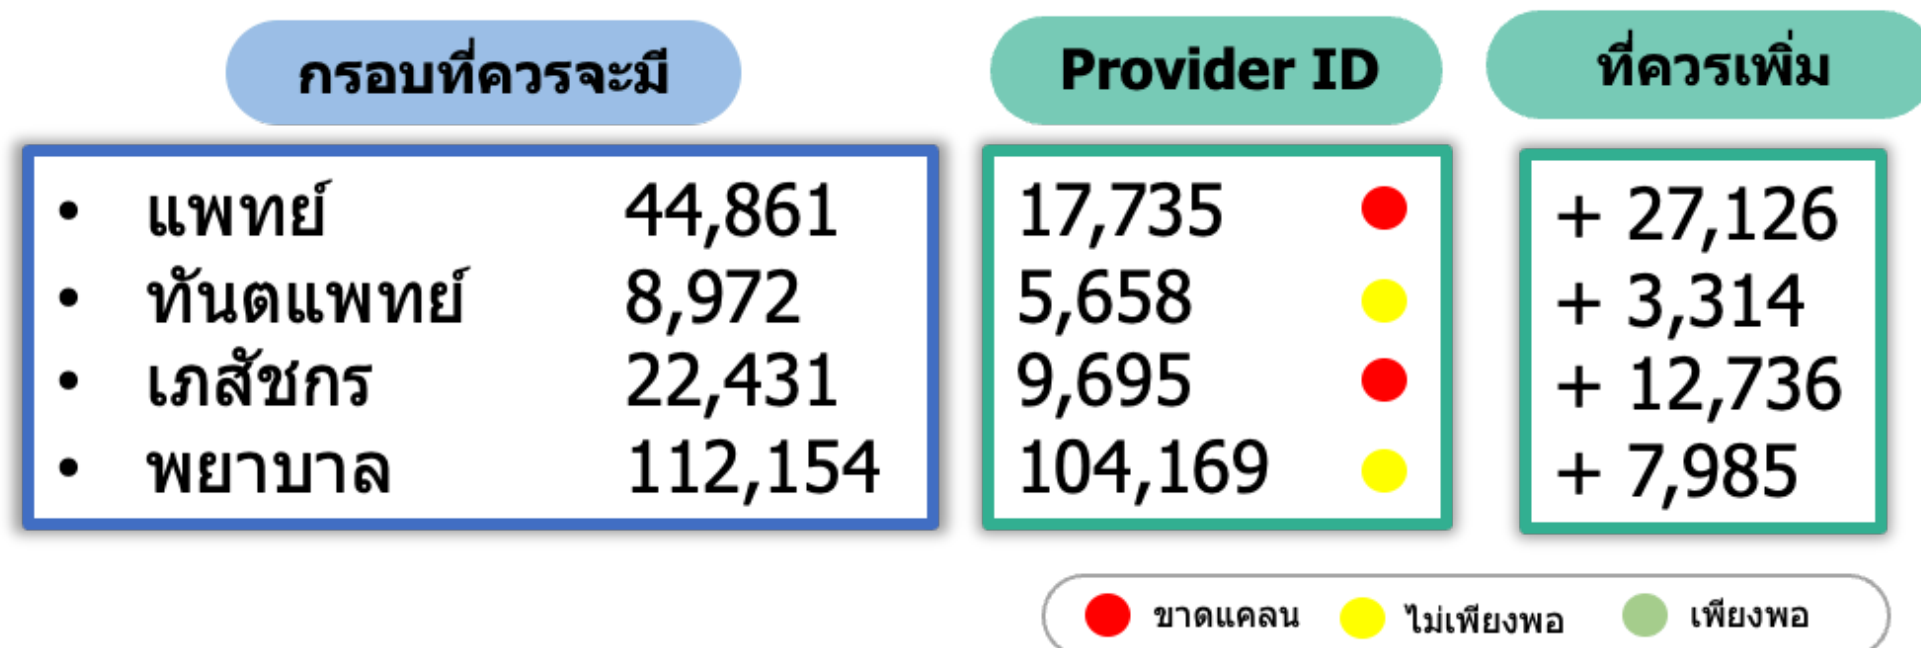 กรอบที่ควรจะมี Provider ID ที่ควรเพิ่ม
• แพทย์ 44,861 17,735 + 27,126
• ทันตแพทย์ 8,972 5,658 + 3,314
• เภสัชกร 22,431 9,695 + 12,736
• พยาบาล 112,154 104,169 + 7,985
ขาดแคลน ไม่เพียงพอ เพียงพอ